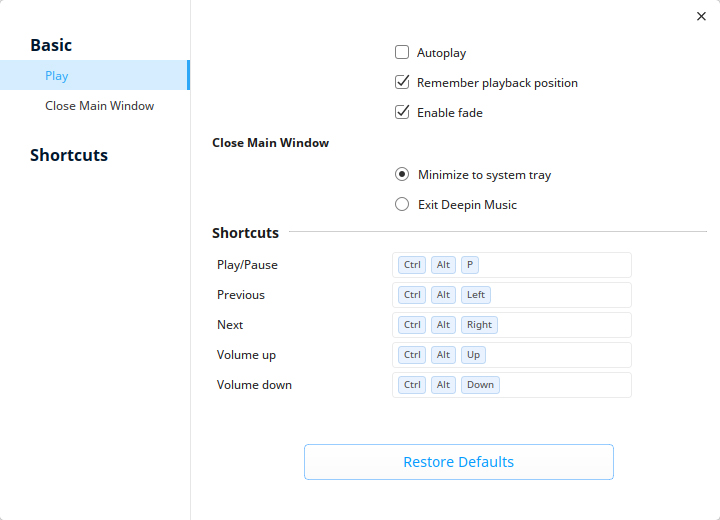 Basic
Play
Close Main Window
Shortcuts
Autoplay
Remember playback position
Enable fade
Close Main Window
Minimize to system tray
Exit Deepin Music
Shortcuts
Play/Pause Ctrl Alt P
Previous Ctrl Alt Left
Next Ctrl Alt Right
Volume up Ctrl Alt Up
Volume down Ctrl Alt Down
Restore Defaults